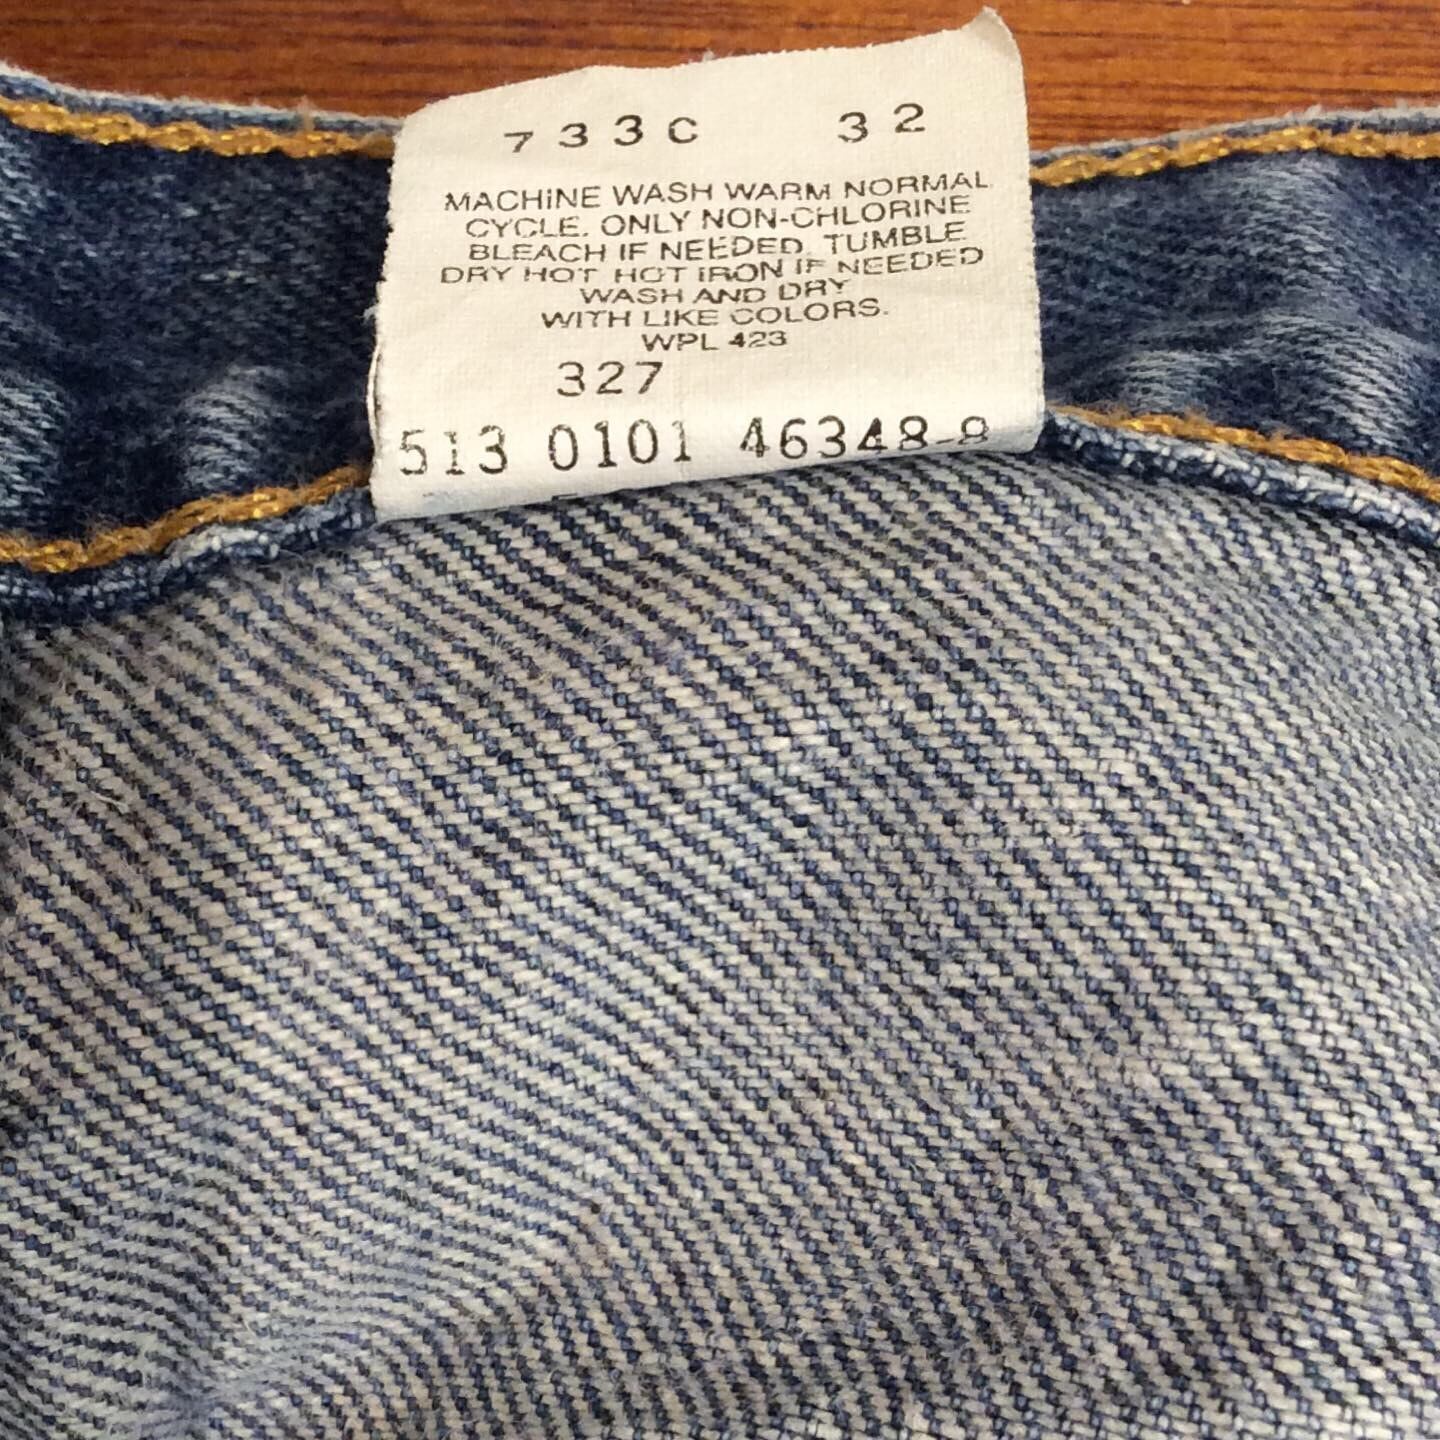 733C 32
MACHINE WASH WARM NORMAL
CYCLE. ONLY NON-CHLORINE
BLEACH IF NEEDED. TUMBLE
DRY HOT. HOT IRON IF NEEDED
WASH AND DRY
WITH LIKE COLORS.
WPL 423
327
513 0101 46348-8